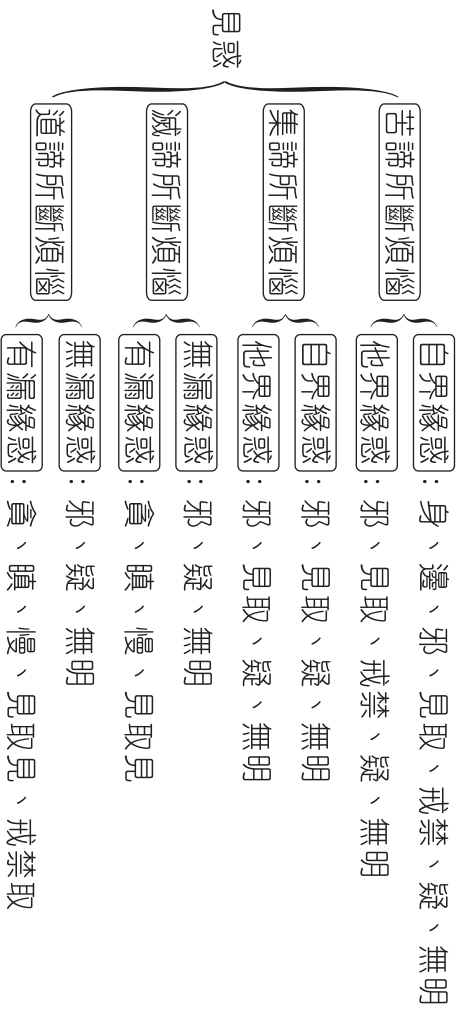 見惑
苦諦所斷煩惱
自界緣惑：身、邊、邪、見取、戒禁、疑、無明
他界緣惑：邪、見取、戒禁、疑、無明
集諦所斷煩惱
自界緣惑：邪、見取、疑、無明
他界緣惑：邪、見取、疑、無明
滅諦所斷煩惱
無漏緣惑：邪、疑、無明
有漏緣惑：貪、瞋、慢、見取見
道諦所斷煩惱
無漏緣惑：邪、疑、無明
有漏緣惑：貪、瞋、慢、見取見、戒禁取